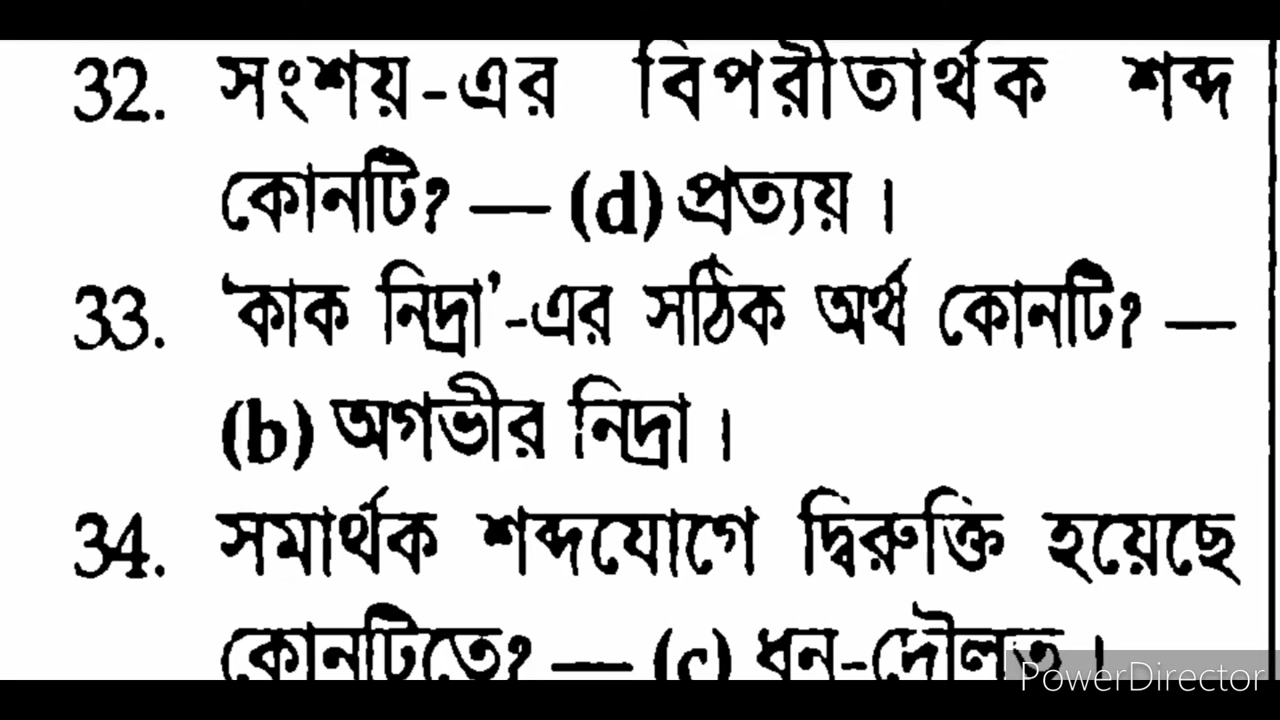 32. সংশয়-এর বিপরীতার্থক শব্দ
কোনটি? — (d) প্রত্যয়।
33. ‘কাক নিদ্রা’-এর সঠিক অর্থ কোনটি? —
(b) অগভীর নিদ্রা।
34. সমার্থক শব্দযোগে দ্বিরুক্তি হয়েছে
কোনটিতে? — (c) ধন-দৌলত।
PowerDirector